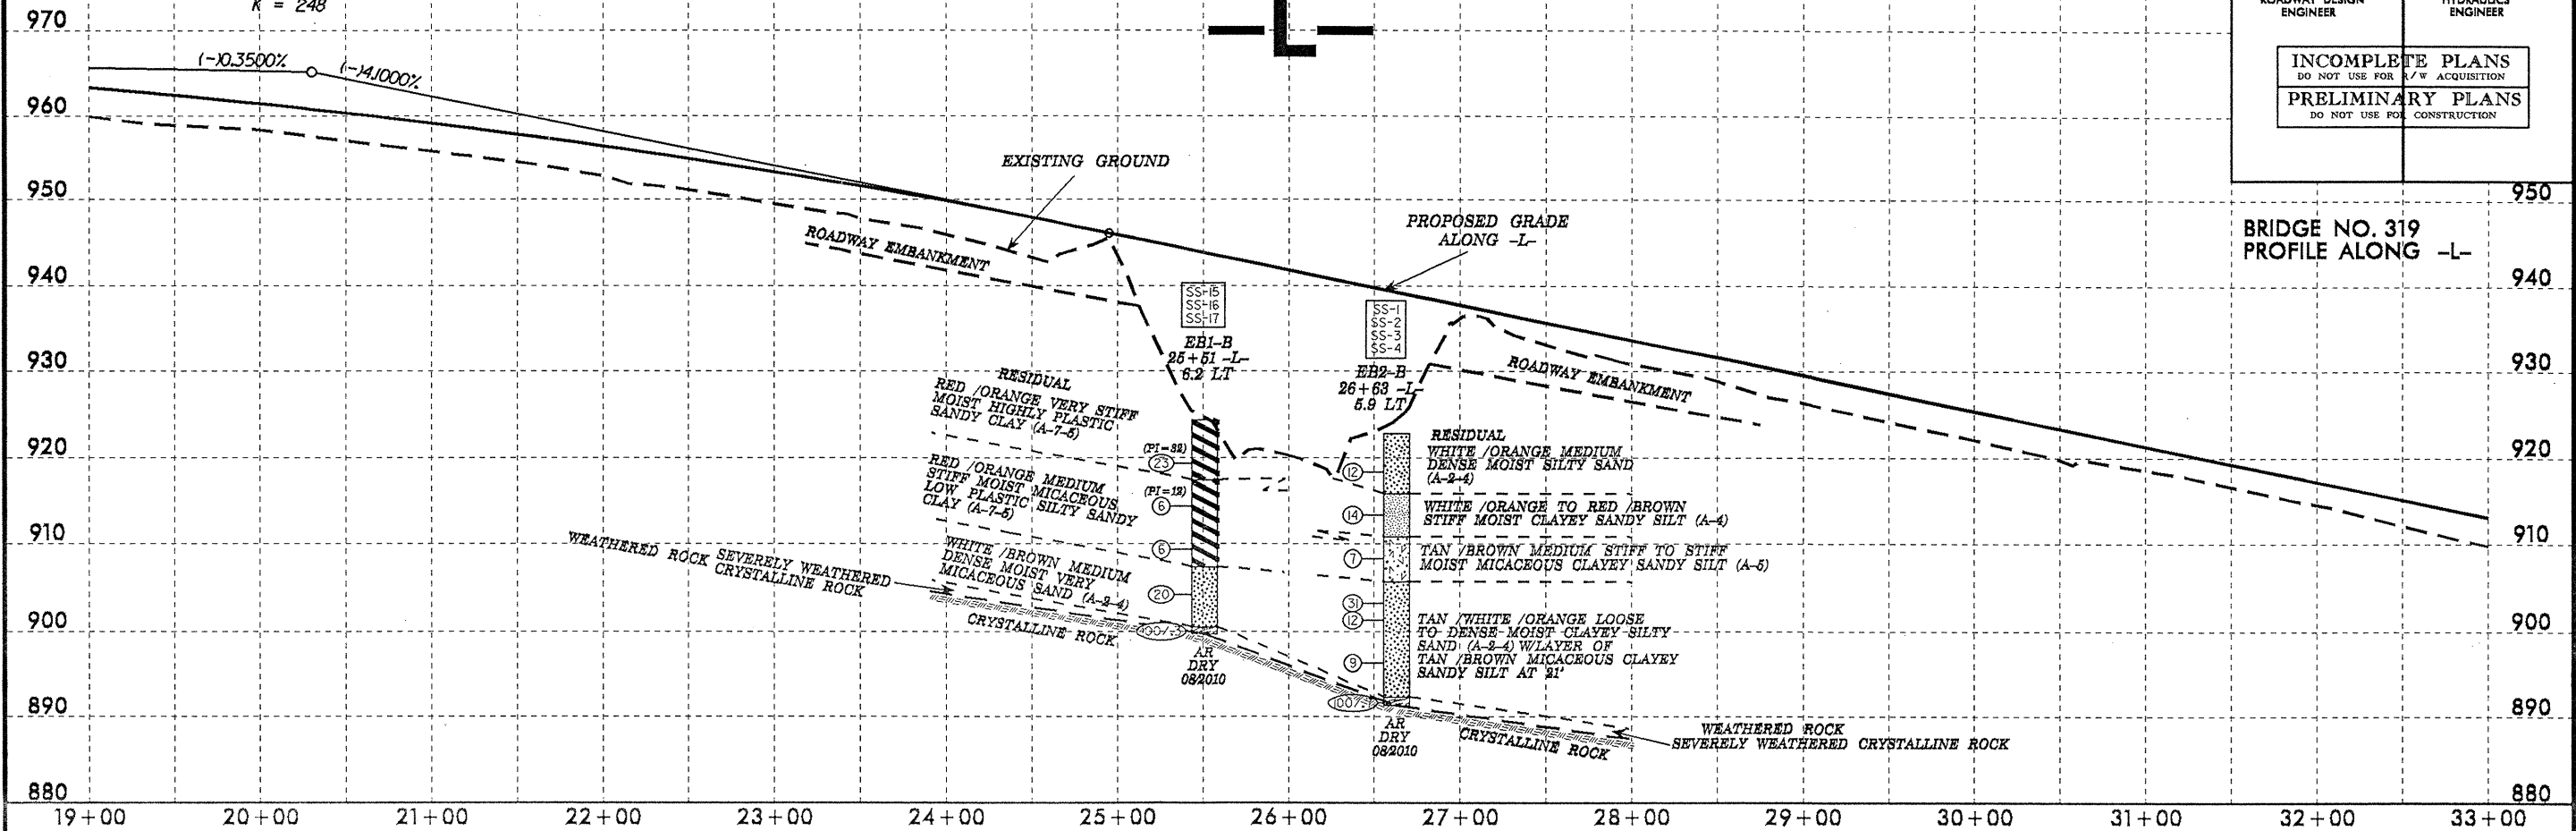 K = 248
-L-
ROADWAY DESIGN
ENGINEER
HYDRAULICS
ENGINEER
INCOMPLETE PLANS
DO NOT USE FOR R/W ACQUISITION
PRELIMINARY PLANS
DO NOT USE FOR CONSTRUCTION
BRIDGE NO. 319
PROFILE ALONG -L-
970
960
950
940
930
920
910
900
890
880
(-)0.3500%
(-)4.1000%
EXISTING GROUND
ROADWAY EMBANKMENT
PROPOSED GRADE
ALONG -L-
SS-15
SS-16
SS-17
EB1-B
25+51 -L-
6.2 LT
SS-1
SS-2
SS-3
SS-4
EB2-B
26+63 -L-
5.9 LT
ROADWAY EMBANKMENT
RESIDUAL
RED /ORANGE VERY STIFF
MOIST HIGHLY PLASTIC
SANDY CLAY (A-7-5)
RED /ORANGE MEDIUM
STIFF MOIST MICACEOUS
LOW PLASTIC SILTY SANDY
CLAY (A-7-5)
WHITE /BROWN MEDIUM
DENSE MOIST VERY
MICACEOUS SAND (A-2-4)
WEATHERED ROCK SEVERELY WEATHERED
CRYSTALLINE ROCK
CRYSTALLINE ROCK
(PI=32)
23
(PI=12)
6
6
20
AR
DRY
08/2010
12
14
7
31
12
9
AR
DRY
08/2010
RESIDUAL
WHITE /ORANGE MEDIUM
DENSE MOIST SILTY SAND
(A-2-4)
WHITE /ORANGE TO RED /BROWN
STIFF MOIST CLAYEY SANDY SILT (A-4)
TAN /BROWN MEDIUM STIFF TO STIFF
MOIST MICACEOUS CLAYEY SANDY SILT (A-5)
TAN /WHITE /ORANGE LOOSE
TO DENSE MOIST CLAYEY SILTY
SAND (A-2-4) W/LAYER OF
TAN /BROWN MICACEOUS CLAYEY
SANDY SILT AT 21'
CRYSTALLINE ROCK
WEATHERED ROCK
SEVERELY WEATHERED CRYSTALLINE ROCK
950
940
930
920
910
900
890
880
19+00 20+00 21+00 22+00 23+00 24+00 25+00 26+00 27+00 28+00 29+00 30+00 31+00 32+00 33+00